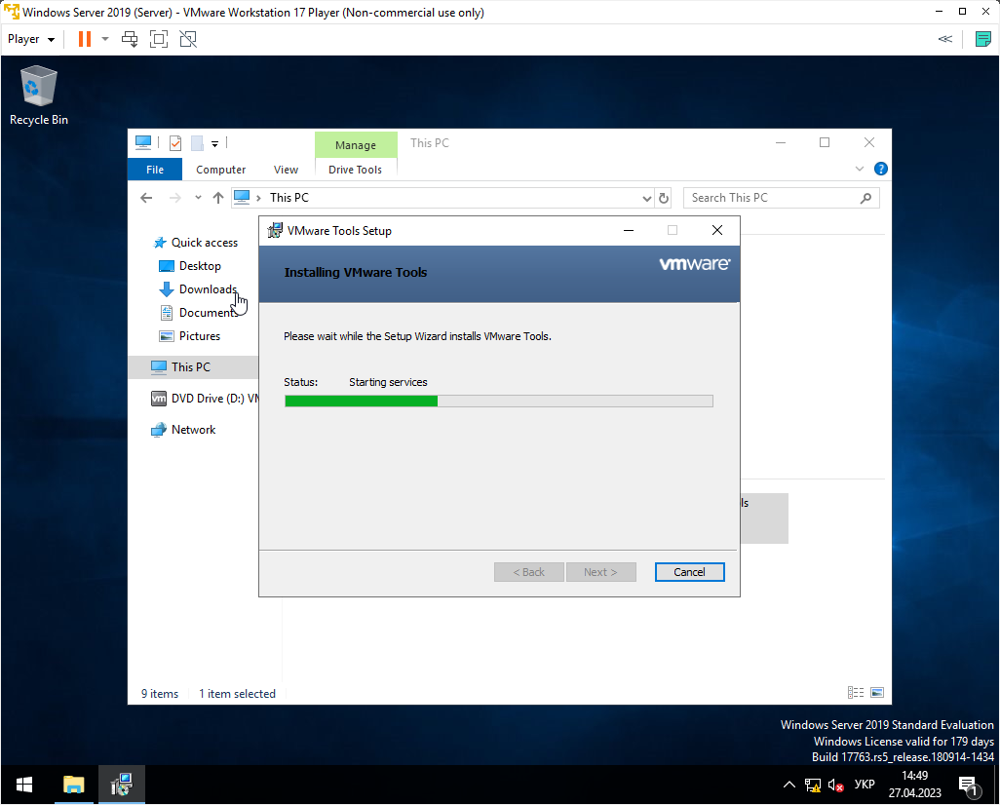 Windows Server 2019 (Server) - VMware Workstation 17 Player (Non-commercial use only)
Player
Recycle Bin
Manage
This PC
File
Computer
View
Drive Tools
This PC
Search This PC
Quick access
Desktop
Downloads
Documents
Pictures
This PC
DVD Drive (D:) VM
Network
VMware Tools Setup
Installing VMware Tools
vmware
Please wait while the Setup Wizard installs VMware Tools.
Status: Starting services
ls
< Back
Next >
Cancel
9 items 1 item selected
Windows Server 2019 Standard Evaluation
Windows License valid for 179 days
Build 17763.rs5_release.180914-1434
УКР
14:49
27.04.2023
1